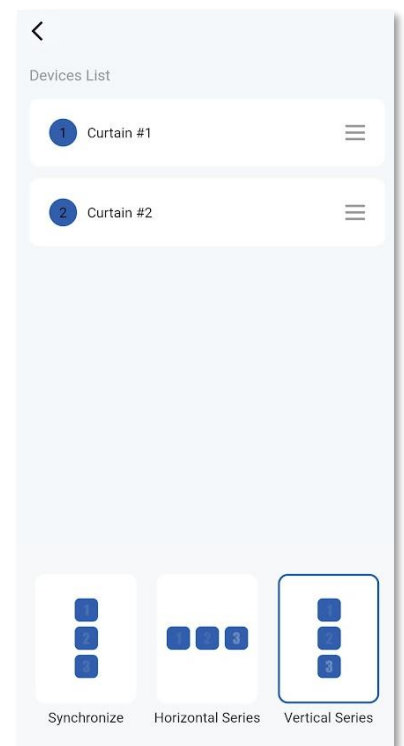 Devices List
1 Curtain #1
2 Curtain #2
1
2
3
1 2 3
1
2
3
Synchronize Horizontal Series Vertical Series